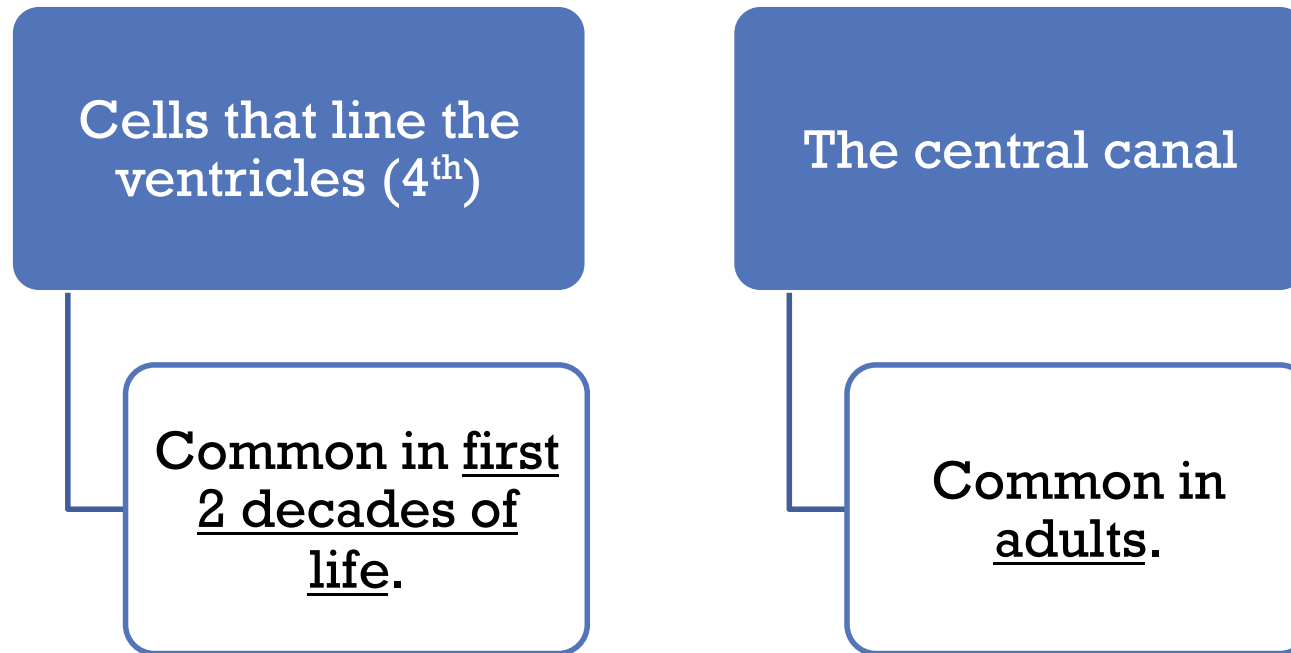 Cells that line the
ventricles (4th)
Common in first
2 decades of
life.
The central canal
Common in
adults.